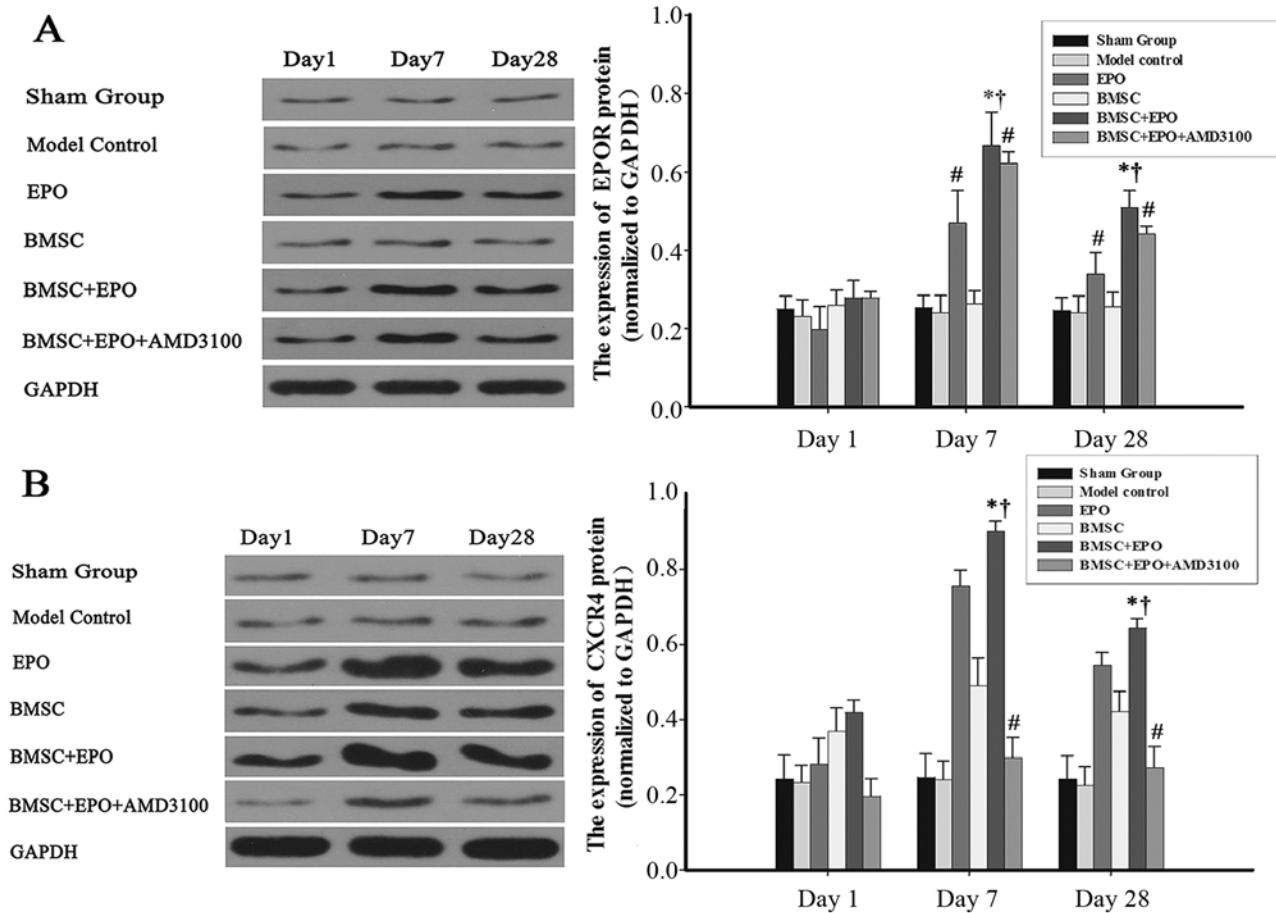 A
Day1 Day7 Day28
Sham Group
Model Control
EPO
BMSC
BMSC+EPO
BMSC+EPO+AMD3100
GAPDH
The expression of EPOR protein
(normalized to GAPDH)
1.0
0.8
0.6
0.4
0.2
0.0
Sham Group
Model control
EPO
BMSC
BMSC+EPO
BMSC+EPO+AMD3100
#
*†
#
#
*†
#
Day 1 Day 7 Day 28
B
Day1 Day7 Day28
Sham Group
Model Control
EPO
BMSC
BMSC+EPO
BMSC+EPO+AMD3100
GAPDH
The expression of CXCR4 protein
(normalized to GAPDH)
1.0
0.8
0.6
0.4
0.2
0.0
Sham Group
Model control
EPO
BMSC
BMSC+EPO
BMSC+EPO+AMD3100
*†
#
*†
#
Day 1 Day 7 Day 28